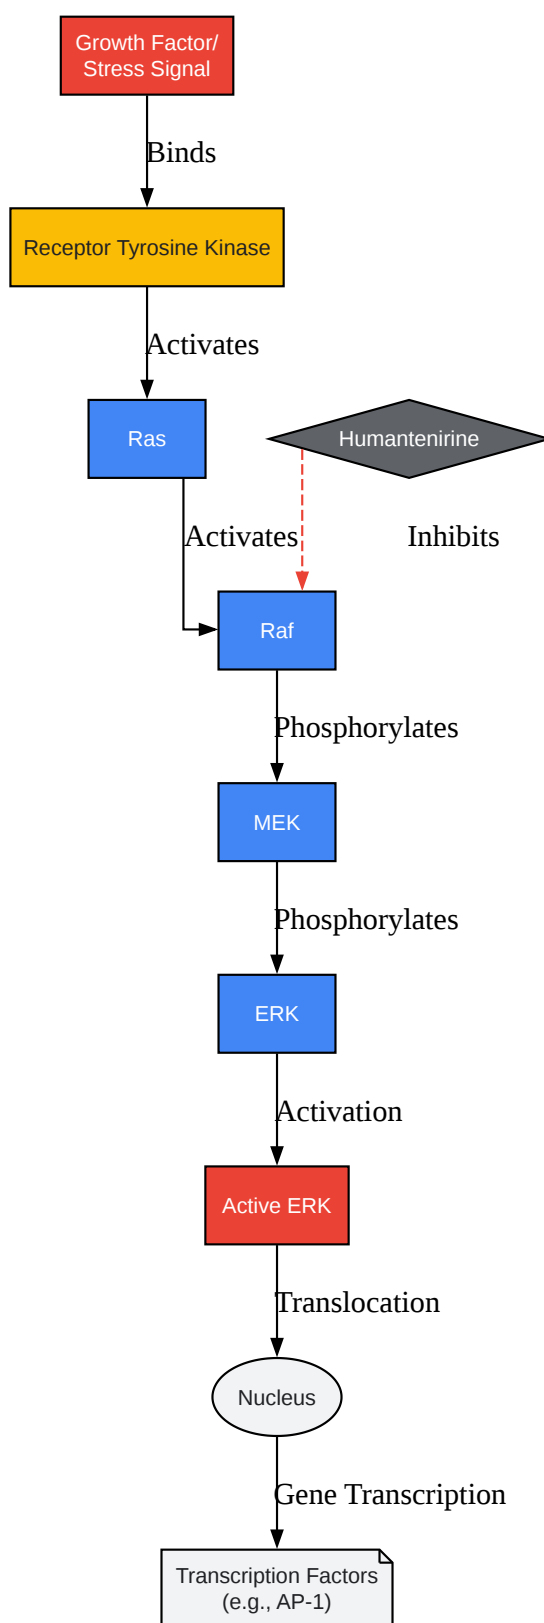 Growth Factor/
Stress Signal
Binds
Receptor Tyrosine Kinase
Activates
Ras
Humantenirine
Activates
Inhibits
Raf
Phosphorylates
MEK
Phosphorylates
ERK
Activation
Active ERK
Translocation
Nucleus
Gene Transcription
Transcription Factors
(e.g., AP-1)